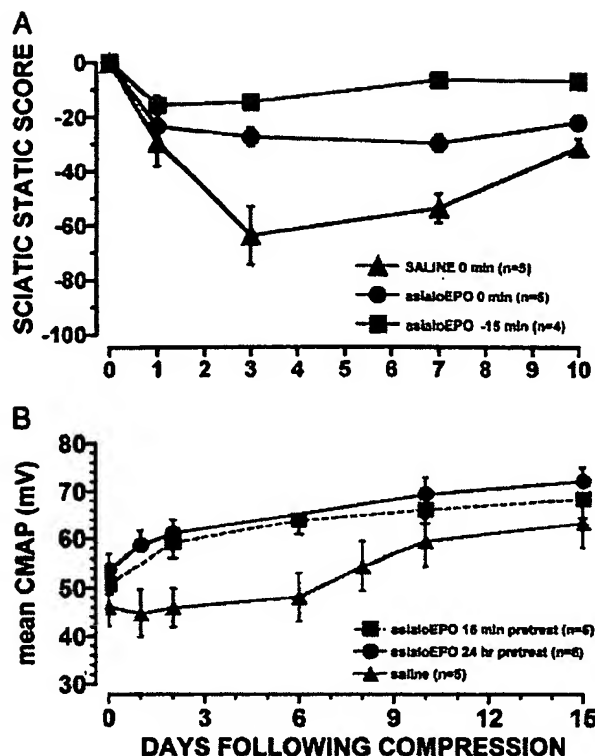 A
SCIATIC STATIC SCORE
0
-20
-40
-60
-80
-100
SALINE 0 min (n=5)
asialoEPO 0 min (n=6)
asialoEPO -15 min (n=4)
0 1 2 3 4 5 6 7 8 9 10
B
mean CMAP (mV)
80
70
60
50
40
30
asialoEPO 15 min pretreat (n=6)
asialoEPO 24 hr pretreat (n=6)
saline (n=5)
0 3 6 9 12 15
DAYS FOLLOWING COMPRESSION